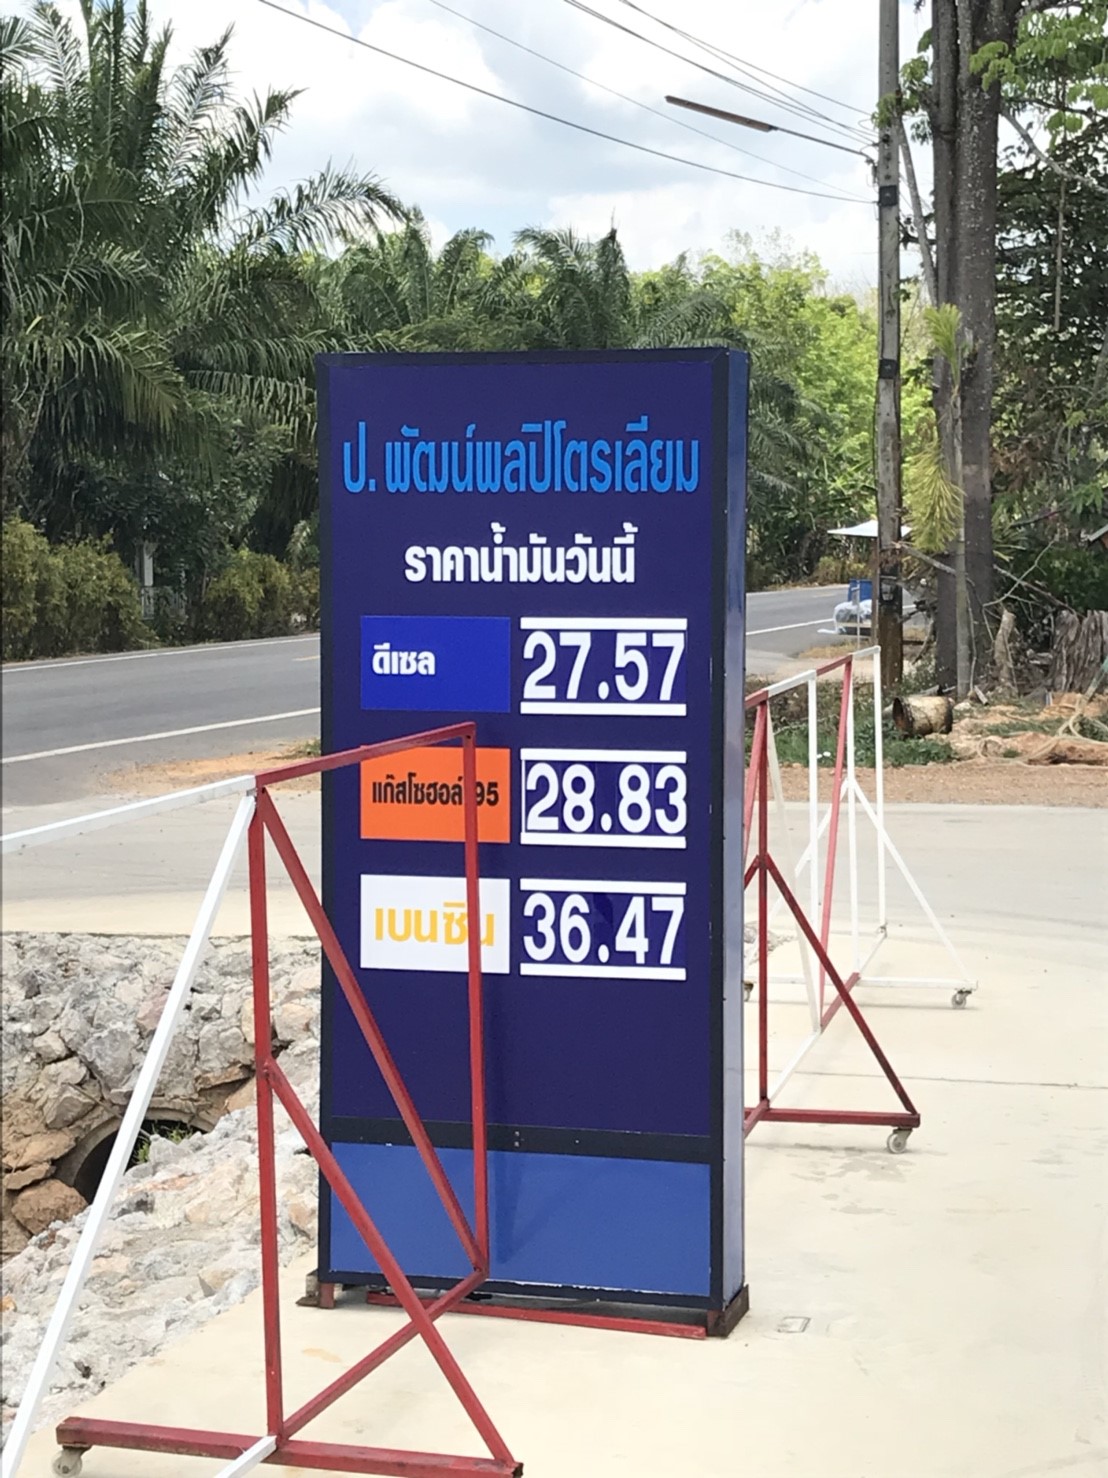 ป. พัฒน์พลปิโตรเลียม
ราคาน้ำมันวันนี้
ดีเซล 27.57
แก๊สโซฮอล์ 95 28.83
เบนซิน 36.47